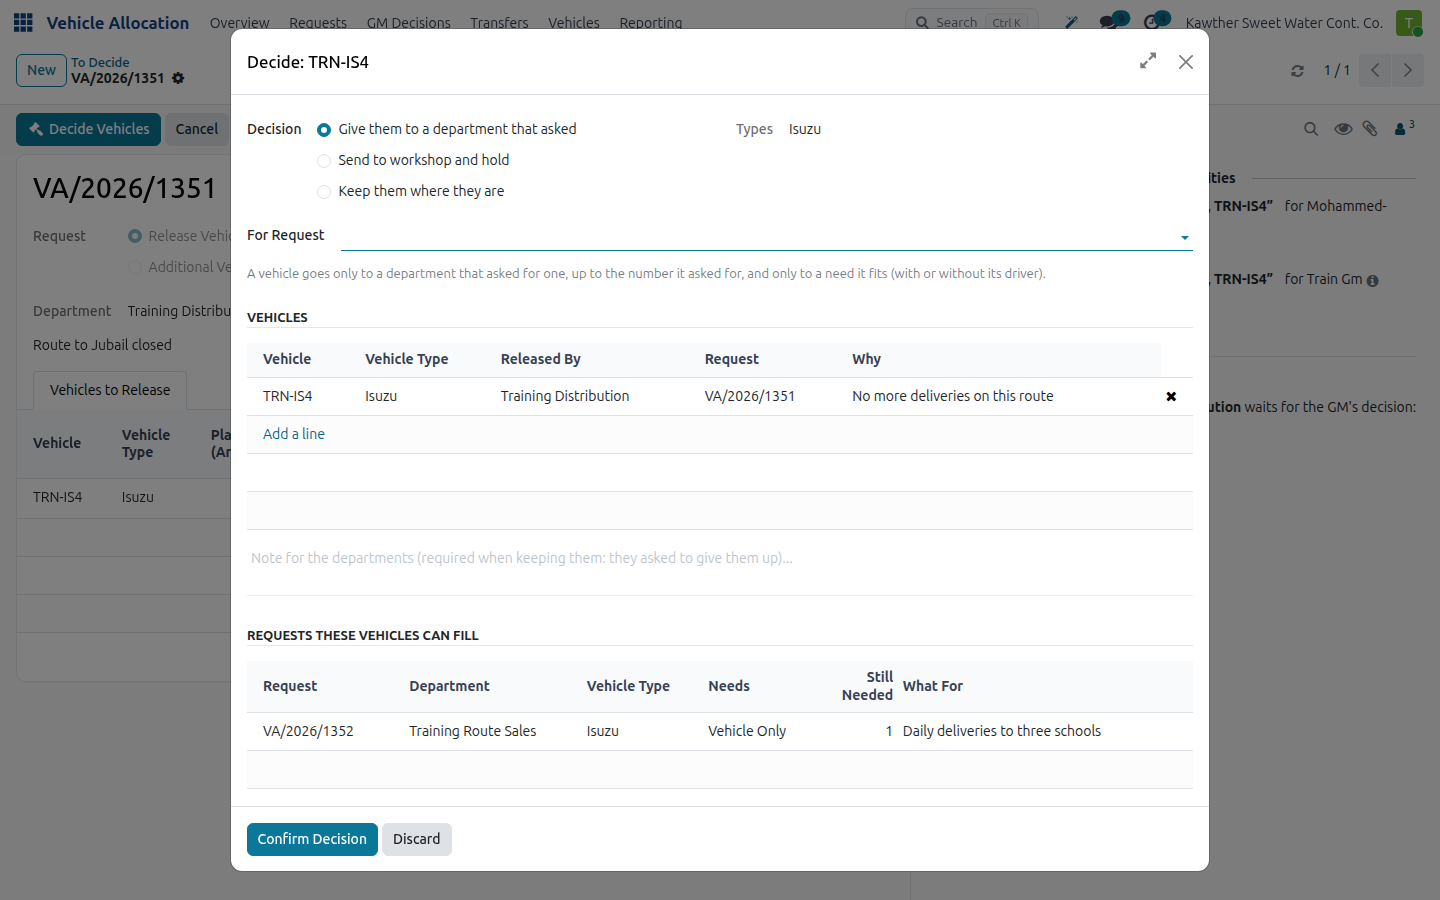 Vehicle Allocation
Overview
Requests
GM Decisions
Transfers
Vehicles
Reporting
Search
Ctrl K
Kawther Sweet Water Cont. Co.
T
New
To Decide
VA/2026/1351
1 / 1
Decide Vehicles
Cancel
3
VA/2026/1351
Request
Release Vehi
Additional Ve
Department
Training Distribu
Route to Jubail closed
Vehicles to Release
Vehicle
Vehicle Type
Pla
(Ar
TRN-IS4
Isuzu
ities
, TRN-IS4” for Mohammed-
, TRN-IS4” for Train Gm
ution waits for the GM's decision:
Decide: TRN-IS4
Decision
Give them to a department that asked
Send to workshop and hold
Keep them where they are
Types
Isuzu
For Request
A vehicle goes only to a department that asked for one, up to the number it asked for, and only to a need it fits (with or without its driver).
VEHICLES
Vehicle Vehicle Type Released By Request Why
TRN-IS4 Isuzu Training Distribution VA/2026/1351 No more deliveries on this route
Add a line
Note for the departments (required when keeping them: they asked to give them up)...
REQUESTS THESE VEHICLES CAN FILL
Request Department Vehicle Type Needs Still Needed What For
VA/2026/1352 Training Route Sales Isuzu Vehicle Only 1 Daily deliveries to three schools
Confirm Decision
Discard